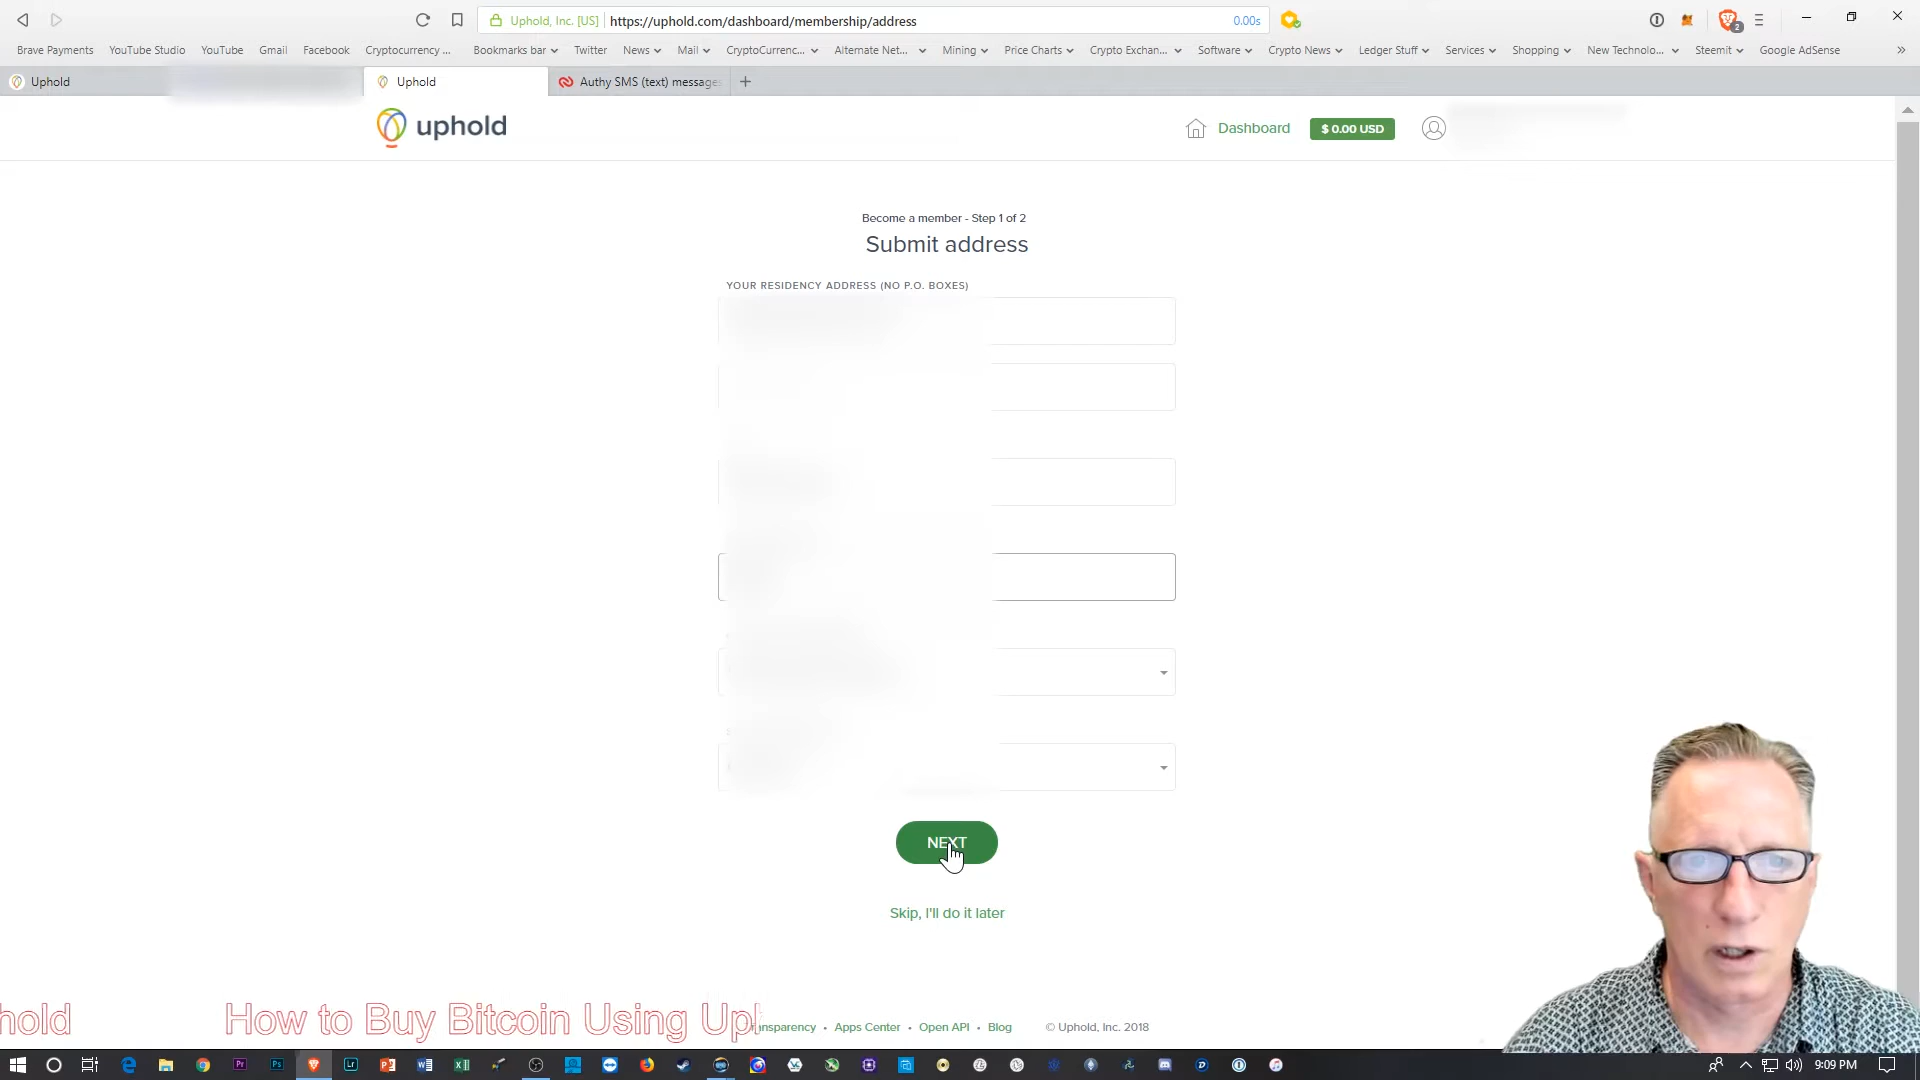 Uphold, Inc. [US] https://uphold.com/dashboard/membership/address 0.00s 2
Brave Payments YouTube Studio YouTube Gmail Facebook Cryptocurrency ... Bookmarks bar Twitter News Mail CryptoCurrenc... Alternate Net... Mining Price Charts Crypto Exchan... Software Crypto News Ledger Stuff Services Shopping New Technolo... Steemit Google AdSense
Uphold Uphold Authy SMS (text) messages
uphold Dashboard $ 0.00 USD
Become a member - Step 1 of 2
Submit address
YOUR RESIDENCY ADDRESS (NO P.O. BOXES)
NEXT
Skip, I'll do it later
hold How to Buy Bitcoin Using Up
nsparency • Apps Center • Open API • Blog © Uphold, Inc. 2018
9:09 PM